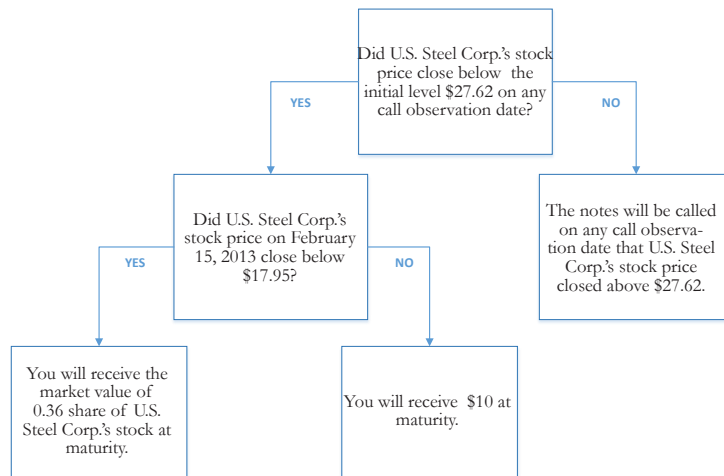 Did U.S. Steel Corp.'s stock
price close below the
initial level $27.62 on any
call observation date?
YES
NO
Did U.S. Steel Corp.'s
stock price on February
15, 2013 close below
$17.95?
The notes will be called
on any call observa-
tion date that U.S. Steel
Corp.'s stock price
closed above $27.62.
YES
NO
You will receive the
market value of
0.36 share of U.S.
Steel Corp.'s stock at
maturity.
You will receive $10 at
maturity.